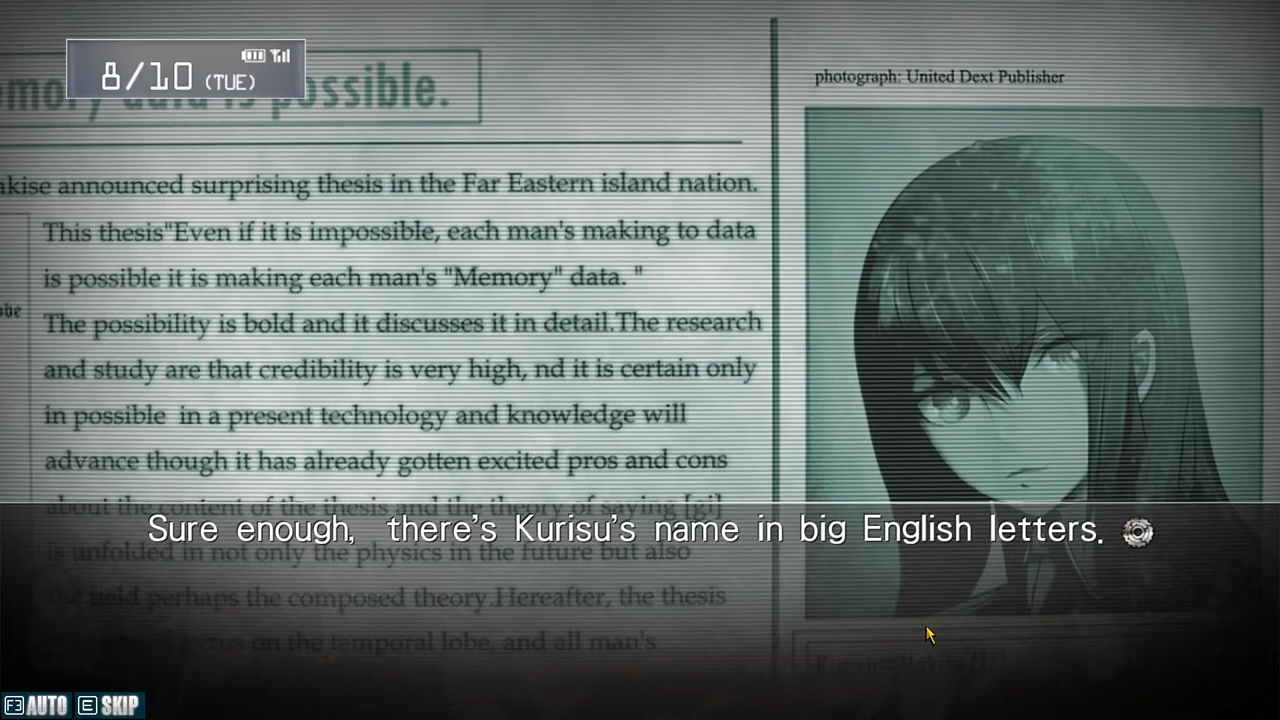 8/10 (TUE)
possible.
photograph: United Dext Publisher
akise announced surprising thesis in the Far Eastern island nation.
This thesis"Even if it is impossible, each man's making to data
is possible it is making each man's "Memory" data. "
The possibility is bold and it discusses it in detail.The research
and study are that credibility is very high, nd it is certain only
in possible in a present technology and knowledge will
advance though it has already gotten excited pros and cons
about the content of the thesis and the theory of saying [gi]
Sure enough, there's Kurisu's name in big English letters.
is unfolded in not only the physics in the future but also
the field perhaps the composed theory.Hereafter, the thesis
on the temporal lobe, and all man's
F3 AUTO E SKIP